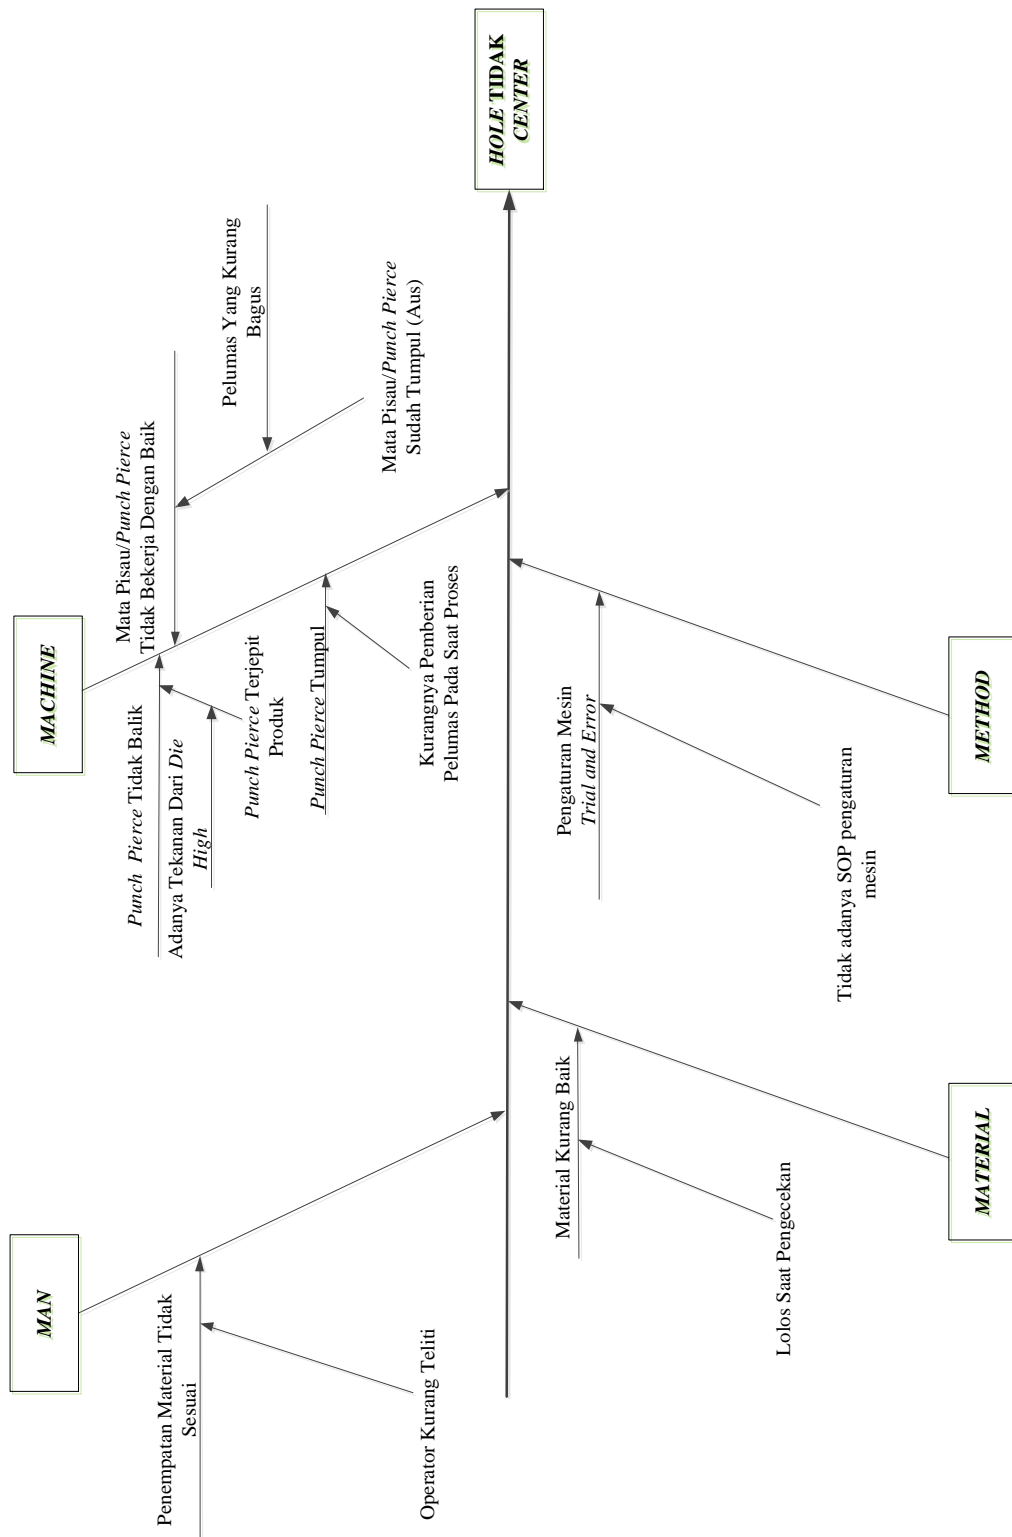 MAN
MACHINE
Penempatan Material Tidak
Sesuai
Operator Kurang Teliti
Punch Pierce Tidak Balik
Adanya Tekanan Dari Die
High
Punch Pierce Terjepit
Produk
Punch Pierce Tumpul
Kurangnya Pemberian
Pelumas Pada Saat Proses
Mata Pisau/Punch Pierce
Tidak Bekerja Dengan Baik
Pelumas Yang Kurang
Bagus
Mata Pisau/Punch Pierce
Sudah Tumpul (Aus)
HOLE TIDAK
CENTER
Material Kurang Baik
Lolos Saat Pengecekan
Pengaturan Mesin
Trial and Error
Tidak adanya SOP pengaturan
mesin
MATERIAL
METHOD